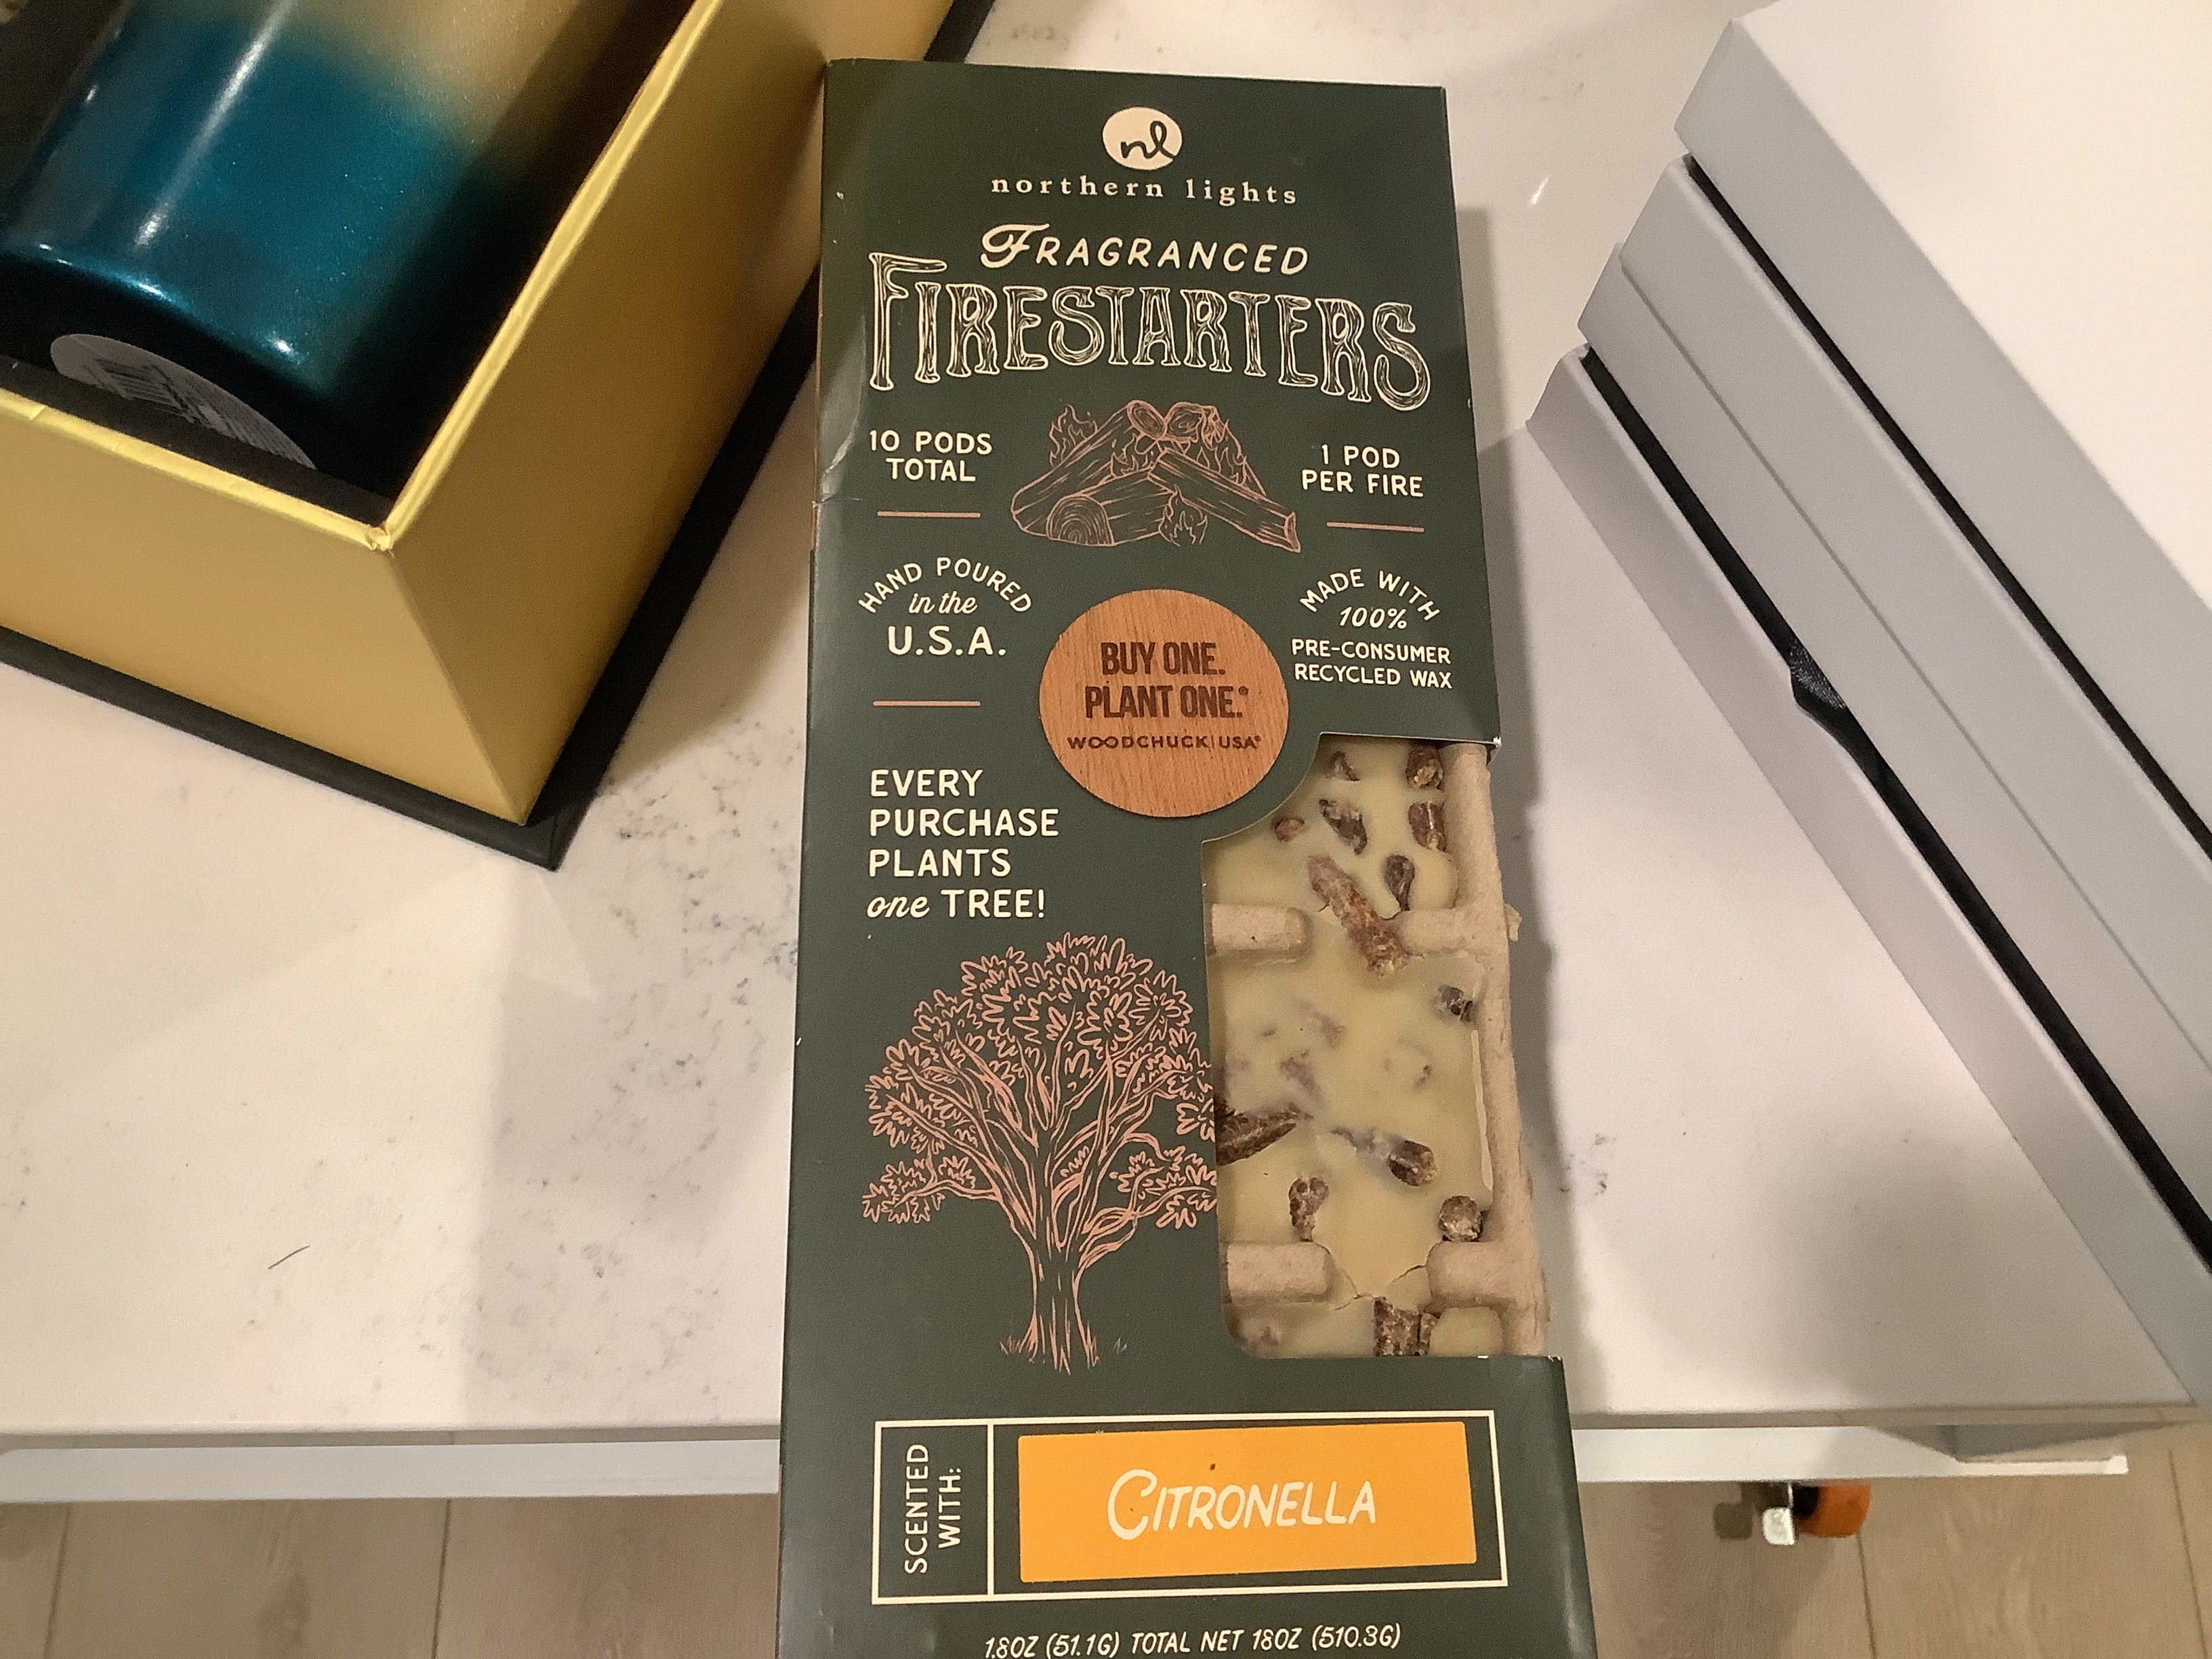 nl
northern lights
FRAGRANCED
FIRESTARTERS
10 PODS
TOTAL
1 POD
PER FIRE
HAND POURED
in the
U.S.A.
MADE WITH
100%
PRE-CONSUMER
RECYCLED WAX
BUY ONE.
PLANT ONE.®
WOODCHUCK|USA®
EVERY
PURCHASE
PLANTS
one TREE!
SCENTED
WITH:
CITRONELLA
1.8OZ (51.1G) TOTAL NET 18OZ (510.3G)